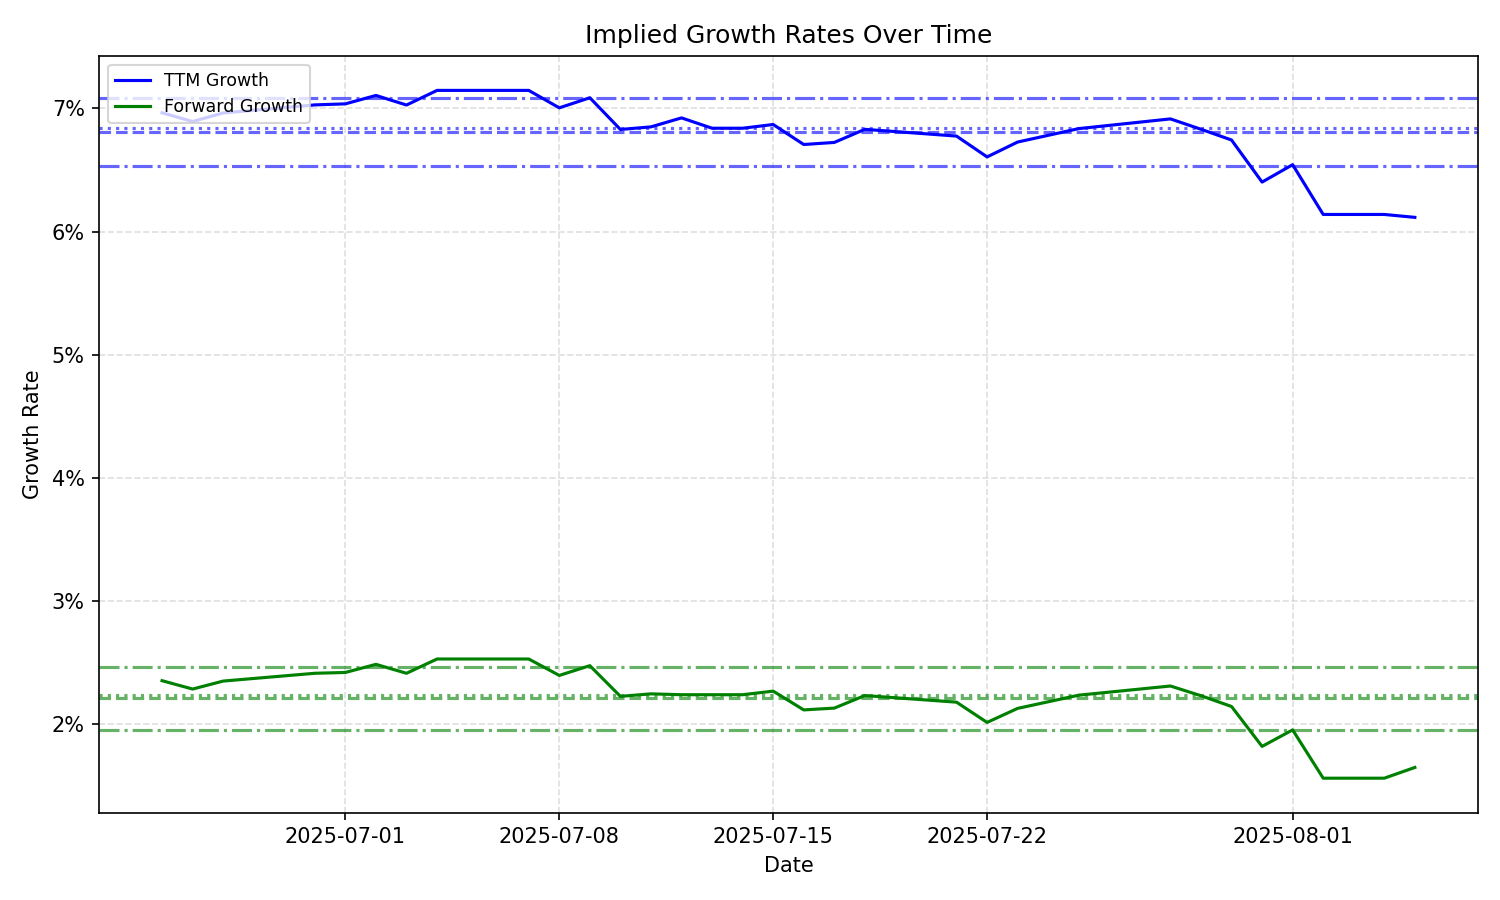 Implied Growth Rates Over Time
TTM Growth
Forward Growth
7%
6%
5%
4%
3%
2%
Growth Rate
2025-07-01
2025-07-08
2025-07-15
2025-07-22
2025-08-01
Date